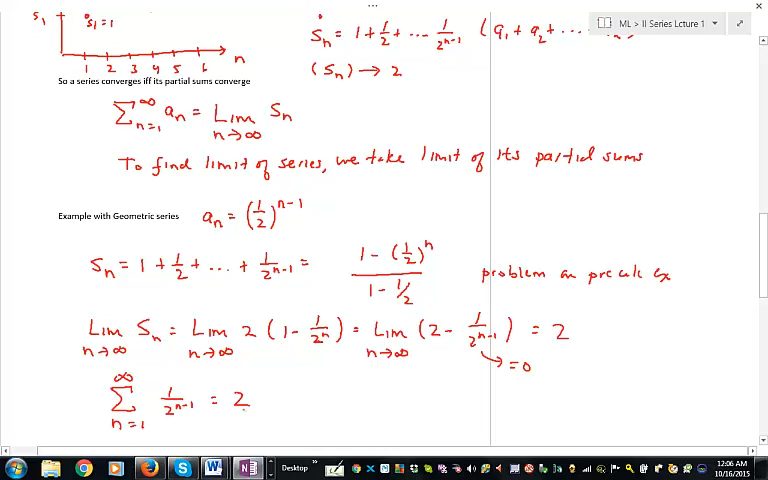 S₁ S₁=1 1 2 3 4 5 6 n
Sₙ = 1 + 1/2 + ... 1/2ⁿ⁻¹ (a₁ + a₂ + ...
ML > II Series Lcture 1
(Sₙ) → 2
So a series converges iff its partial sums converge
∑ₙ₌₁^∞ aₙ = Lim n→∞ Sₙ
To find limit of series, we take limit of its partial sums
Example with Geometric series aₙ = (1/2)ⁿ⁻¹
Sₙ = 1 + 1/2 + ... + 1/2ⁿ⁻¹ = (1 - (1/2)ⁿ)/(1 - 1/2) problem on precalc ex
Lim n→∞ Sₙ = Lim n→∞ 2 (1 - 1/2ⁿ) = Lim n→∞ (2 - 1/2ⁿ⁻¹) = 2
→ = 0
∑ₙ₌₁^∞ 1/2ⁿ⁻¹ = 2
Desktop
12:06 AM
10/16/2015